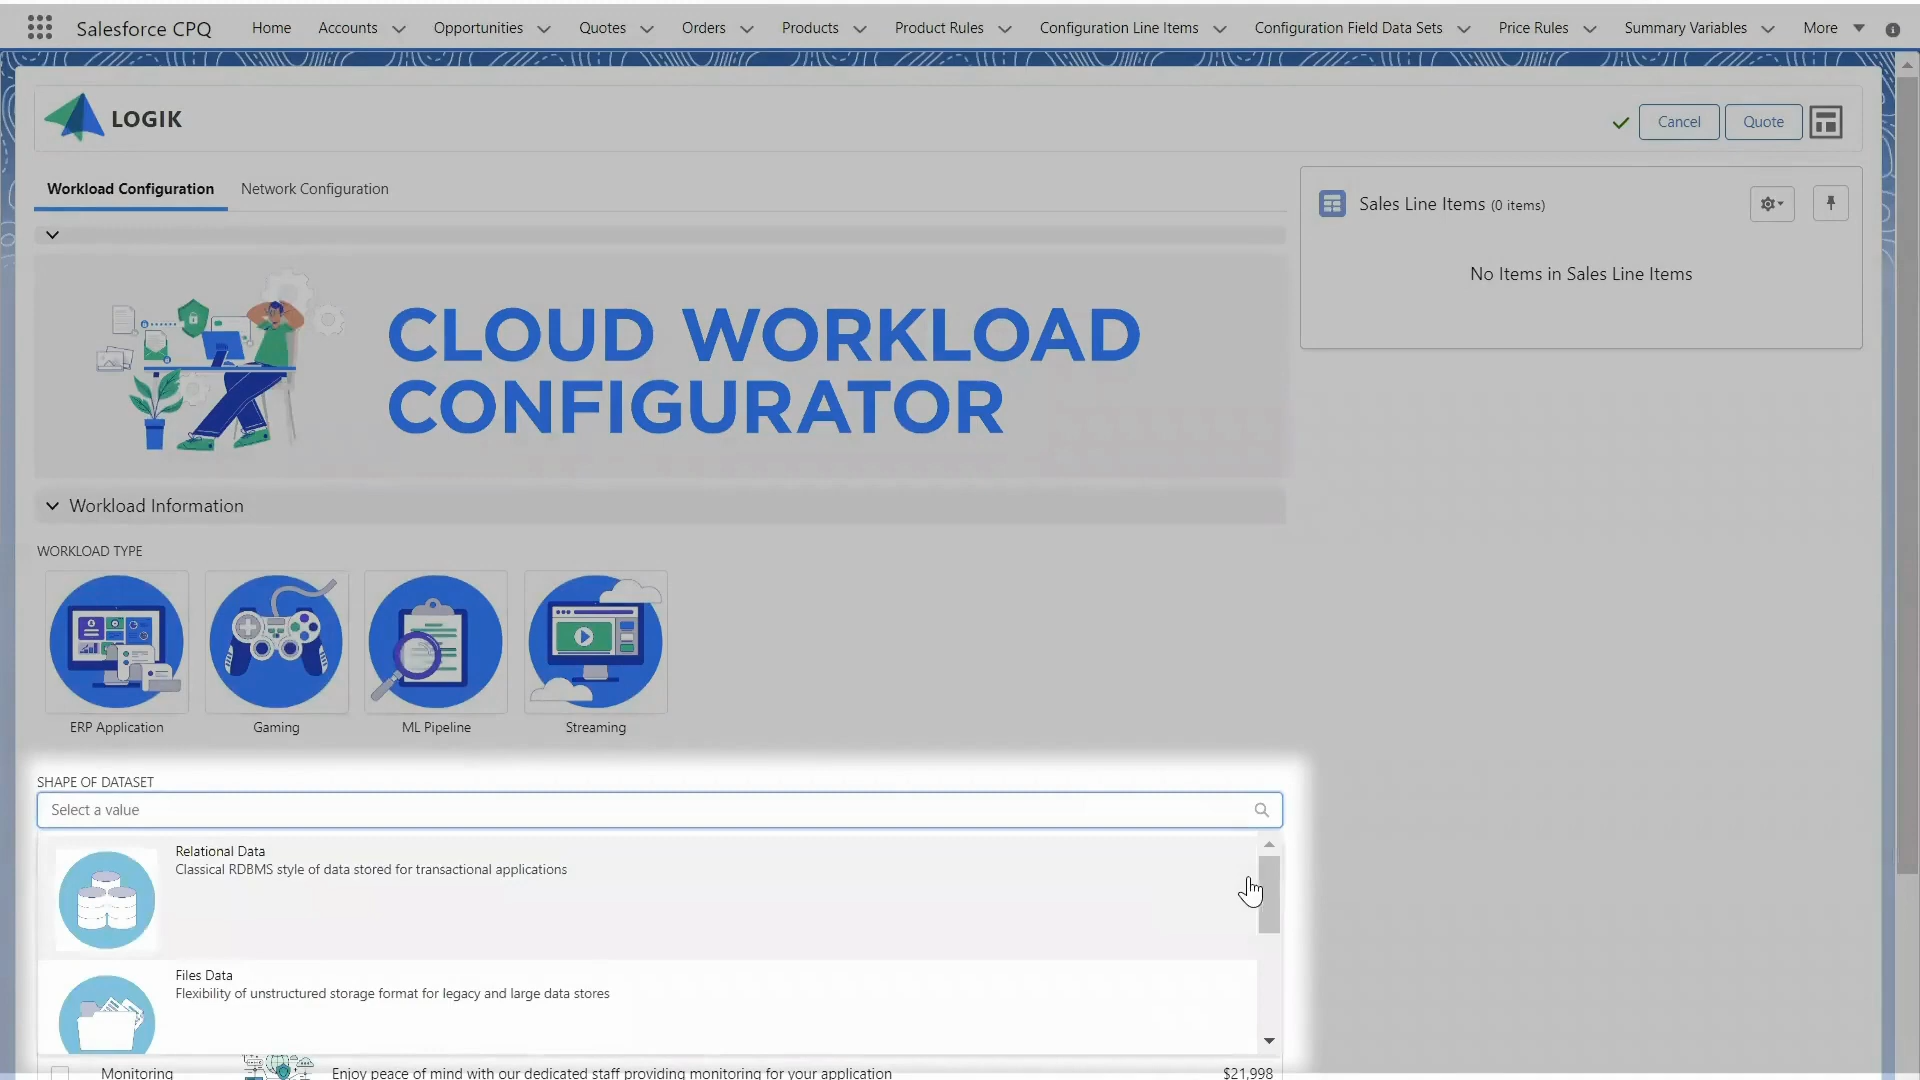 Salesforce CPQ Home Accounts Opportunities Quotes Orders Products Product Rules Configuration Line Items Configuration Field Data Sets Price Rules Summary Variables More
LOGIK
Cancel Quote
Workload Configuration Network Configuration
Sales Line Items (0 items)
No Items in Sales Line Items
CLOUD WORKLOAD
CONFIGURATOR
Workload Information
WORKLOAD TYPE
ERP Application Gaming ML Pipeline Streaming
SHAPE OF DATASET
Select a value
Relational Data
Classical RDBMS style of data stored for transactional applications
Files Data
Flexibility of unstructured storage format for legacy and large data stores
Monitoring Enjoy peace of mind with our dedicated staff providing monitoring for your application $21,998